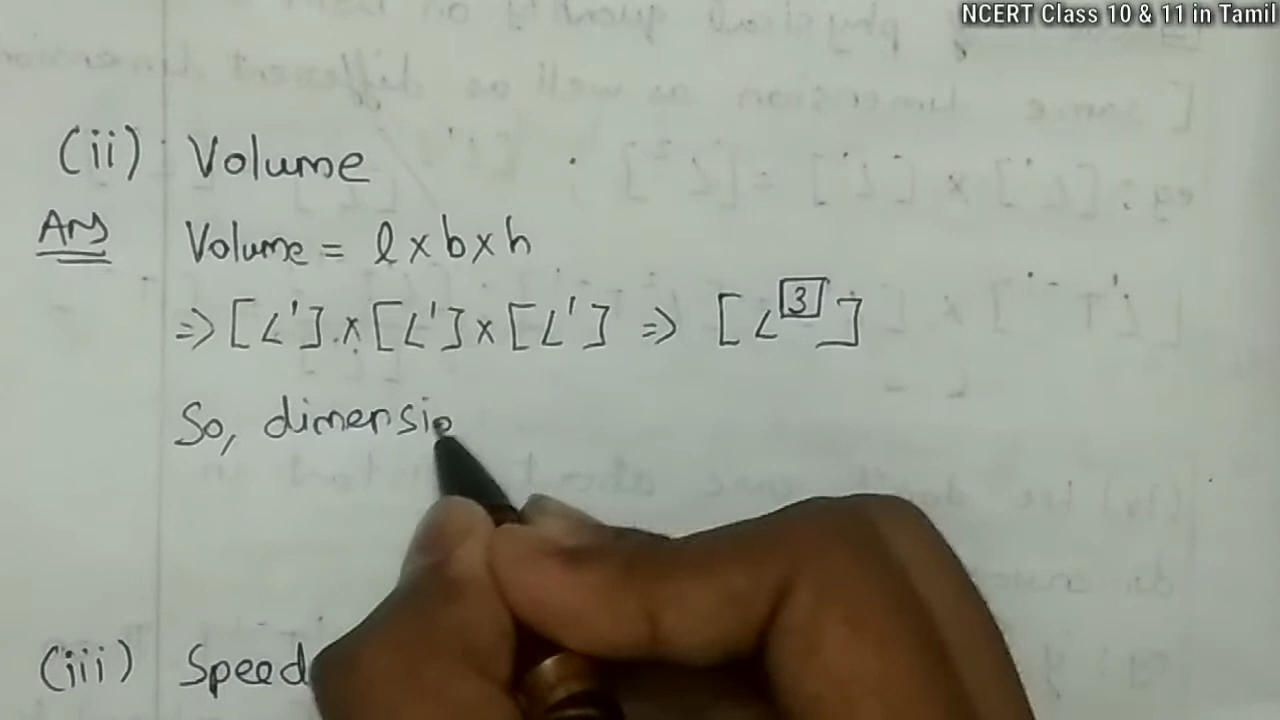 NCERT Class 10 & 11 in Tamil
(ii) Volume
Ans Volume = l x b x h
=> [L¹] x [L¹] x [L¹] => [L³]
So, dimensio
(iii) Speed